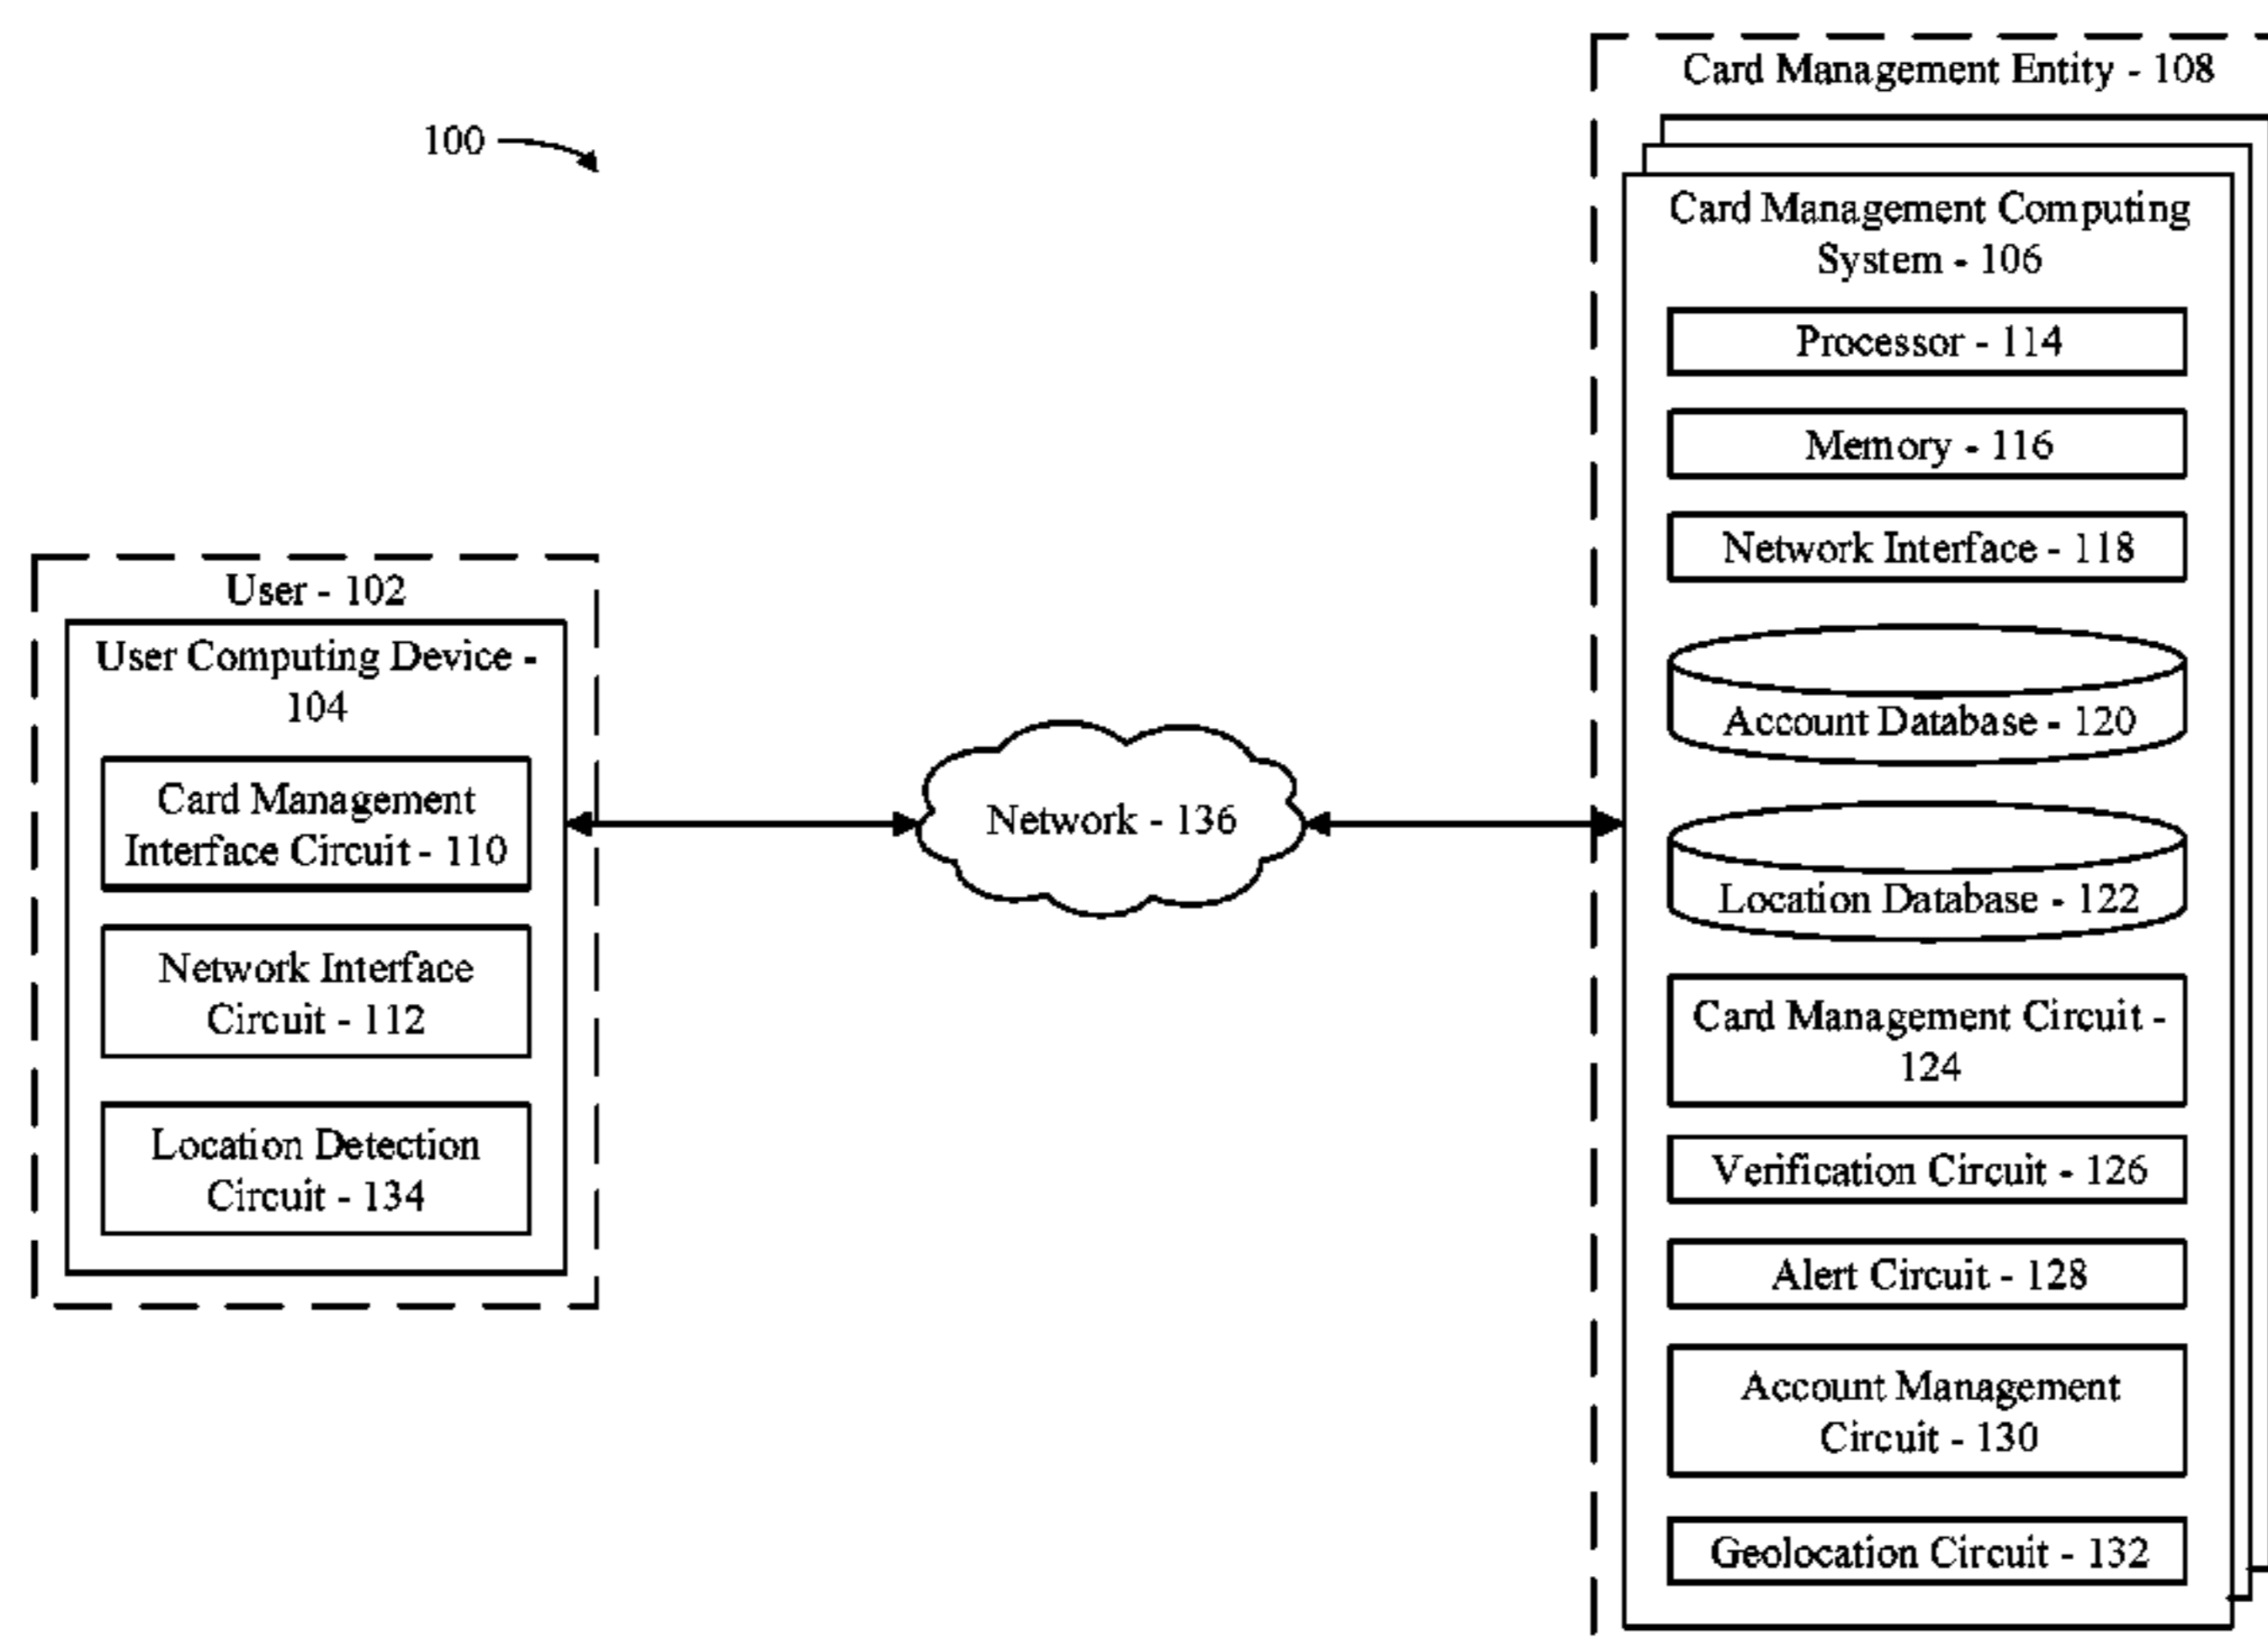 100
User - 102
User Computing Device -
104
Card Management
Interface Circuit - 110
Network Interface
Circuit - 112
Location Detection
Circuit - 134
Network - 136
Card Management Entity - 108
Card Management Computing
System - 106
Processor - 114
Memory - 116
Network Interface - 118
Account Database - 120
Location Database - 122
Card Management Circuit -
124
Verification Circuit - 126
Alert Circuit - 128
Account Management
Circuit - 130
Geolocation Circuit - 132